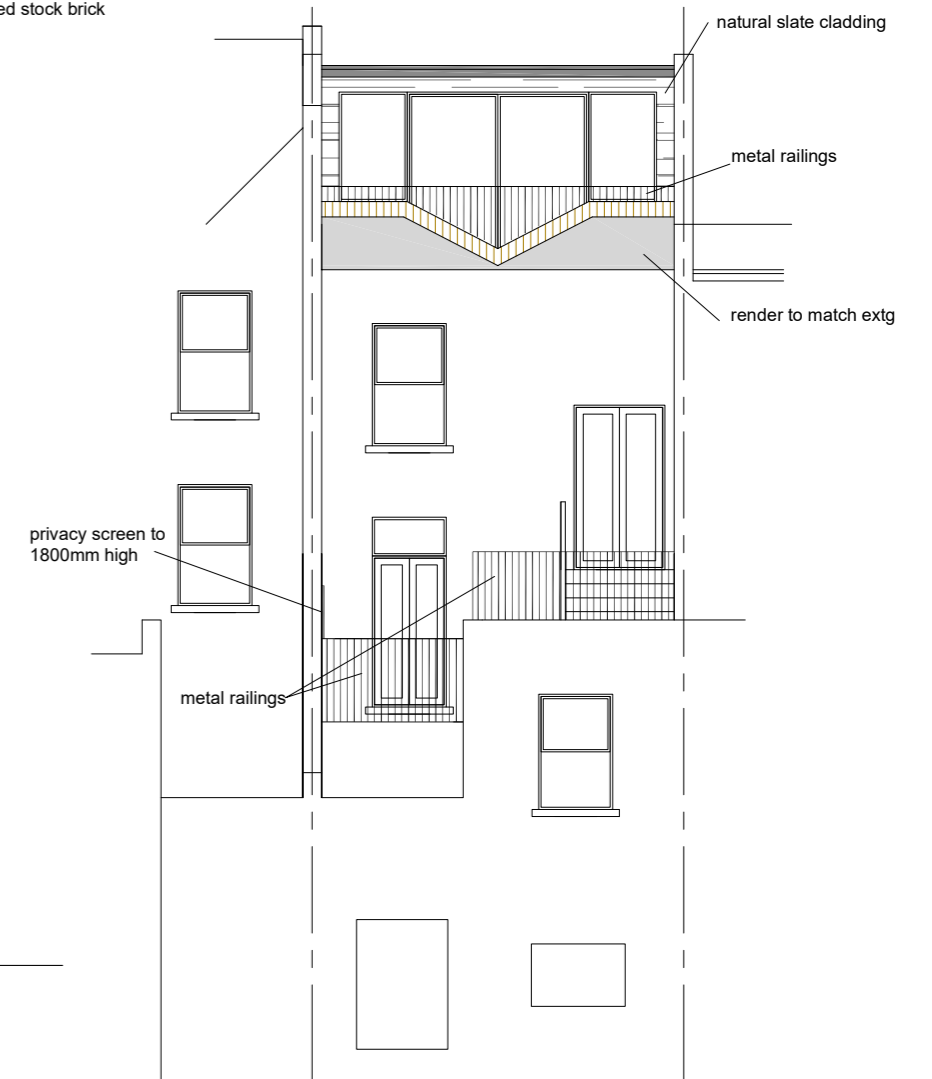 ed stock brick
natural slate cladding
metal railings
render to match extg
privacy screen to
1800mm high
metal railings